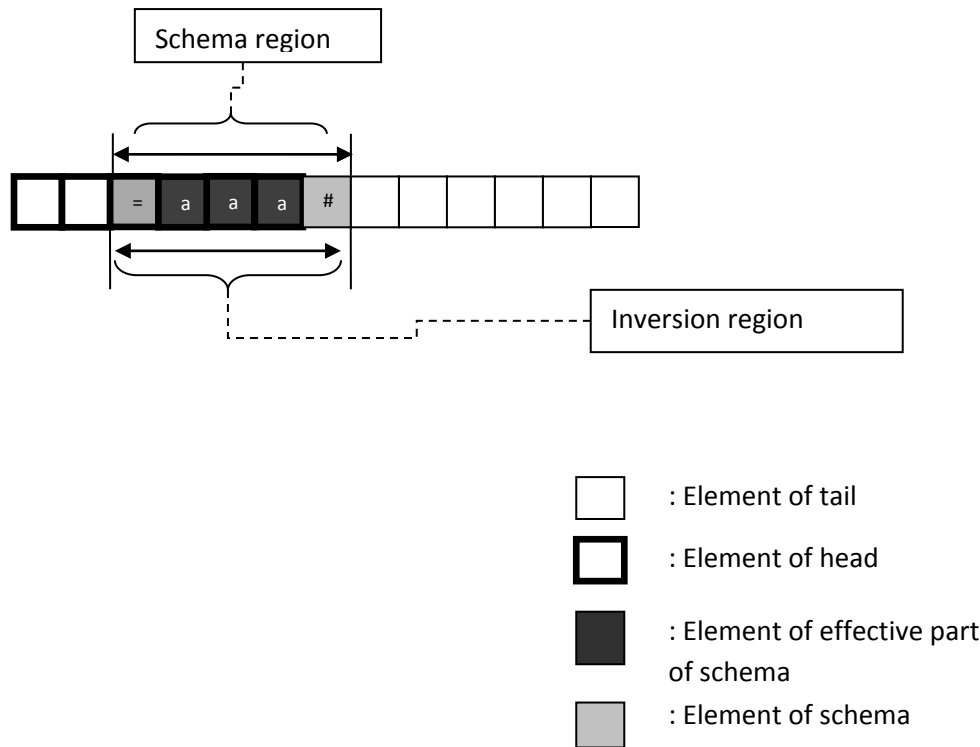 Schema region
= a a a #
Inversion region
: Element of tail
: Element of head
: Element of effective part
of schema
: Element of schema